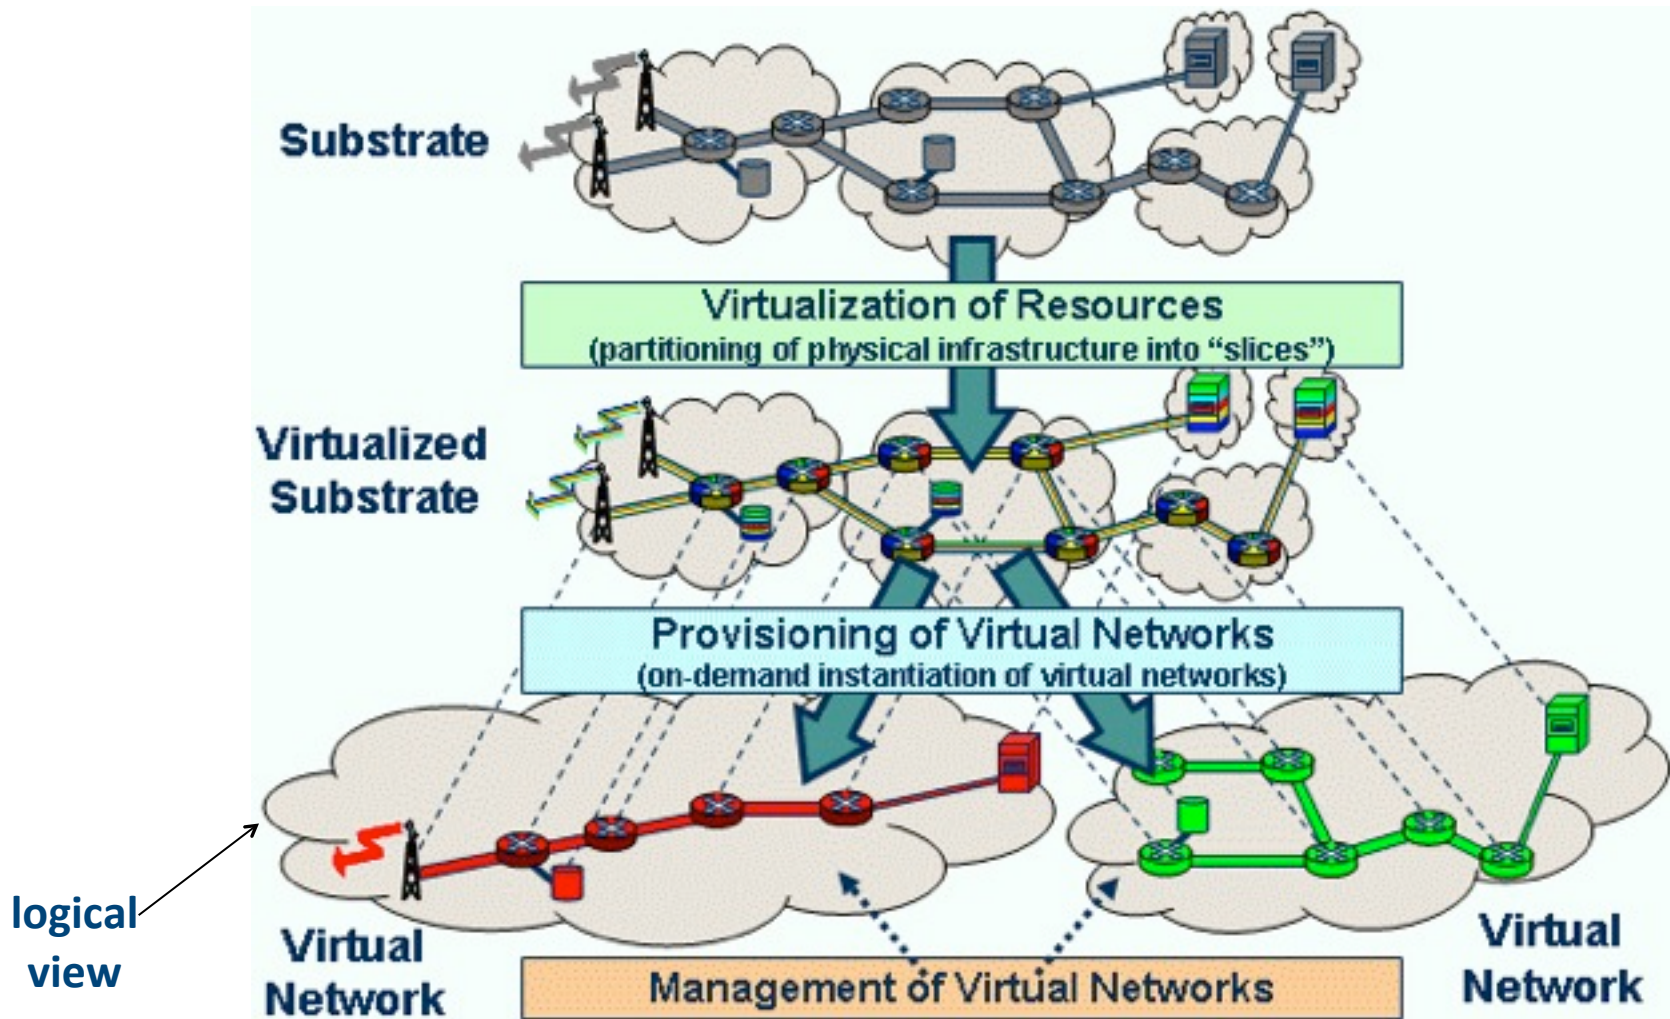 Substrate
Virtualization of Resources
(partitioning of physical infrastructure into “slices”)
Virtualized
Substrate
Provisioning of Virtual Networks
(on-demand instantiation of virtual networks)
logical
view
Virtual
Network
Management of Virtual Networks
Virtual
Network